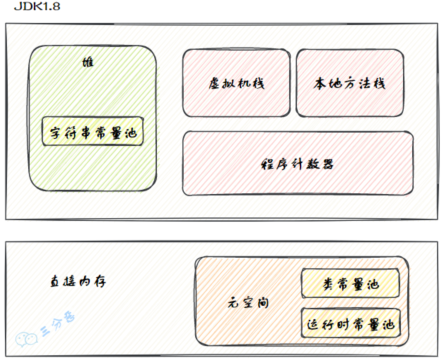 JDK1.8
堆
字符串常量池
虚拟机栈
本地方法栈
程序计数器
直接内存
元空间
类常量池
运行时常量池
三分恶